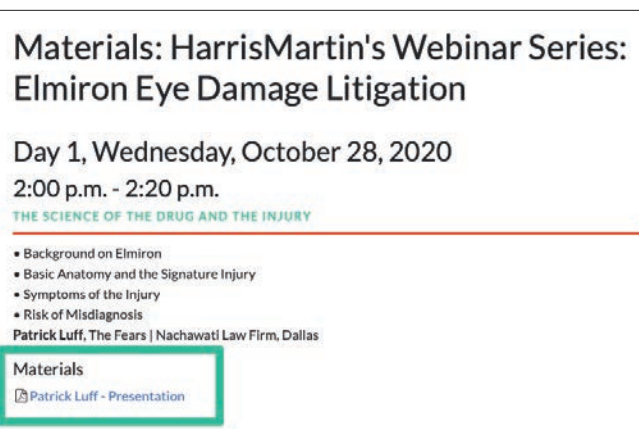 Materials: HarrisMartin's Webinar Series:
Elmiron Eye Damage Litigation
Day 1, Wednesday, October 28, 2020
2:00 p.m. - 2:20 p.m.
THE SCIENCE OF THE DRUG AND THE INJURY
• Background on Elmiron
• Basic Anatomy and the Signature Injury
• Symptoms of the Injury
• Risk of Misdiagnosis
Patrick Luff, The Fears | Nachawati Law Firm, Dallas
Materials
Patrick Luff - Presentation